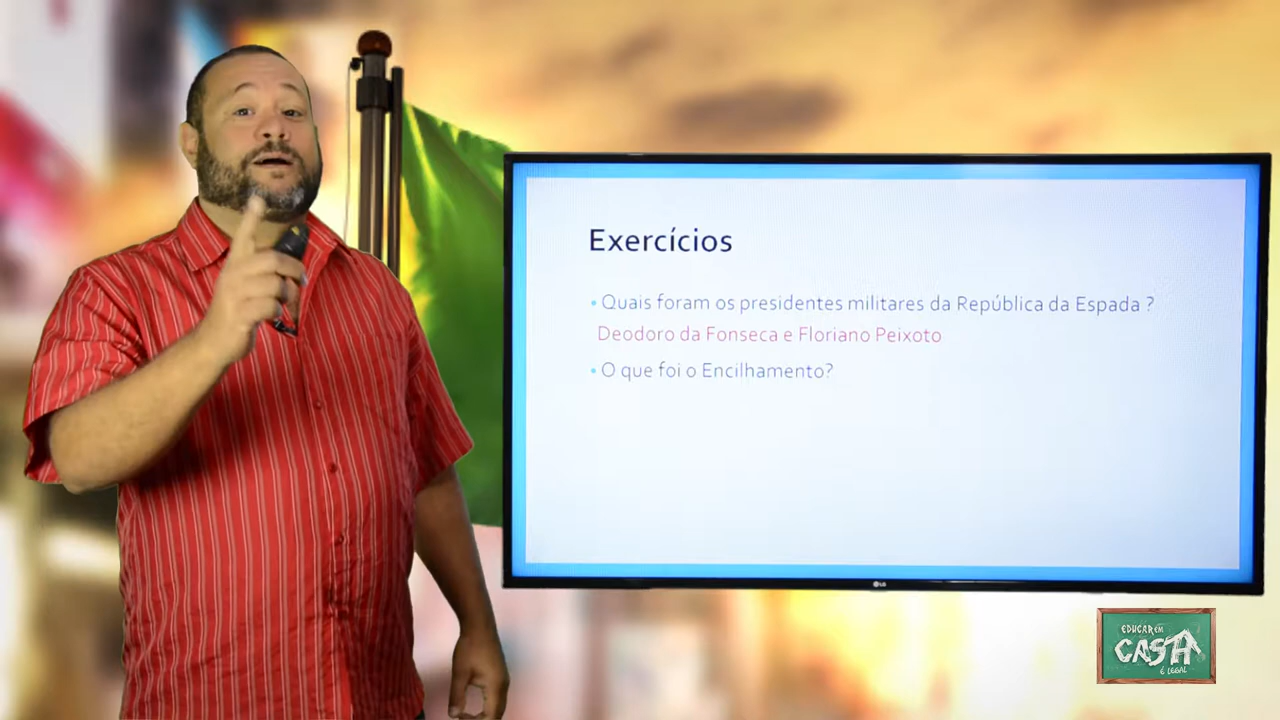 Exercícios
• Quais foram os presidentes militares da República da Espada ?
Deodoro da Fonseca e Floriano Peixoto
• O que foi o Encilhamento?
LG
EDUCAR EM
CASA
É LEGAL